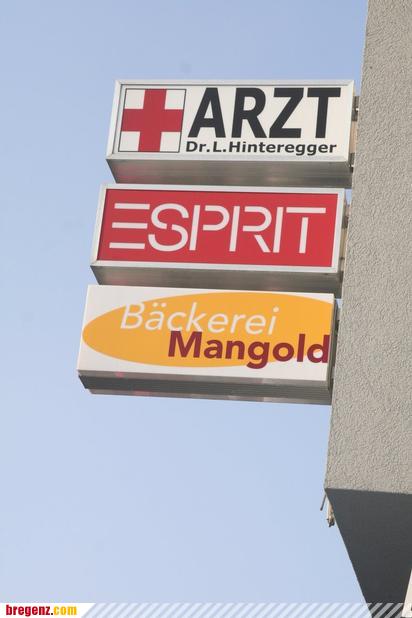 ARZT
Dr.L.Hinteregger
ESPRIT
Bäckerei
Mangold
bregenz.com